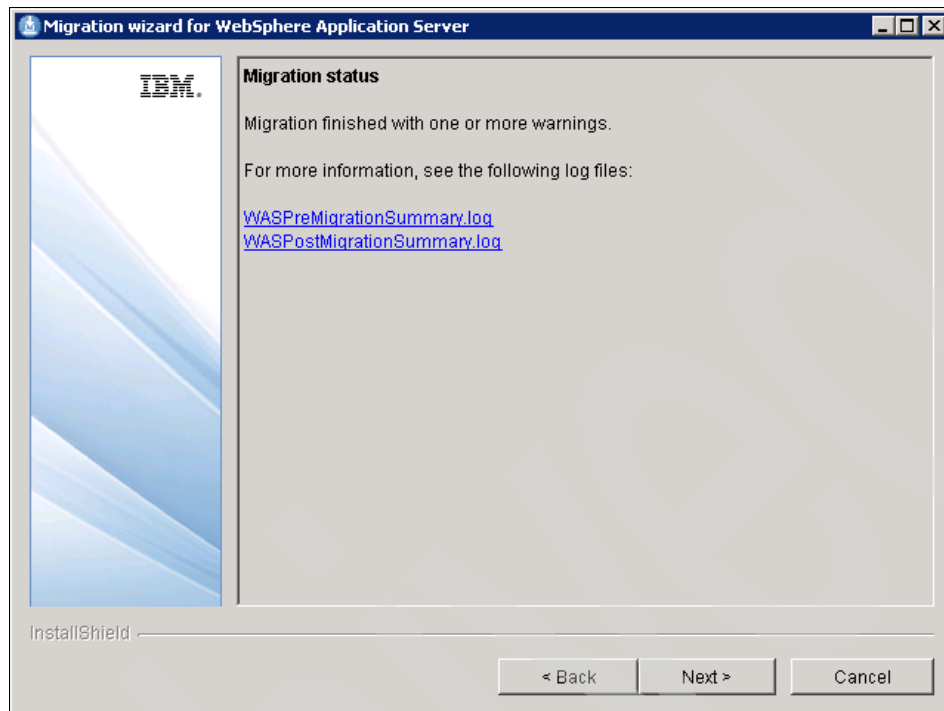 Migration wizard for WebSphere Application Server
IBM.
Migration status
Migration finished with one or more warnings.
For more information, see the following log files:
WASPreMigrationSummary.log
WASPostMigrationSummary.log
InstallShield
< Back
Next >
Cancel